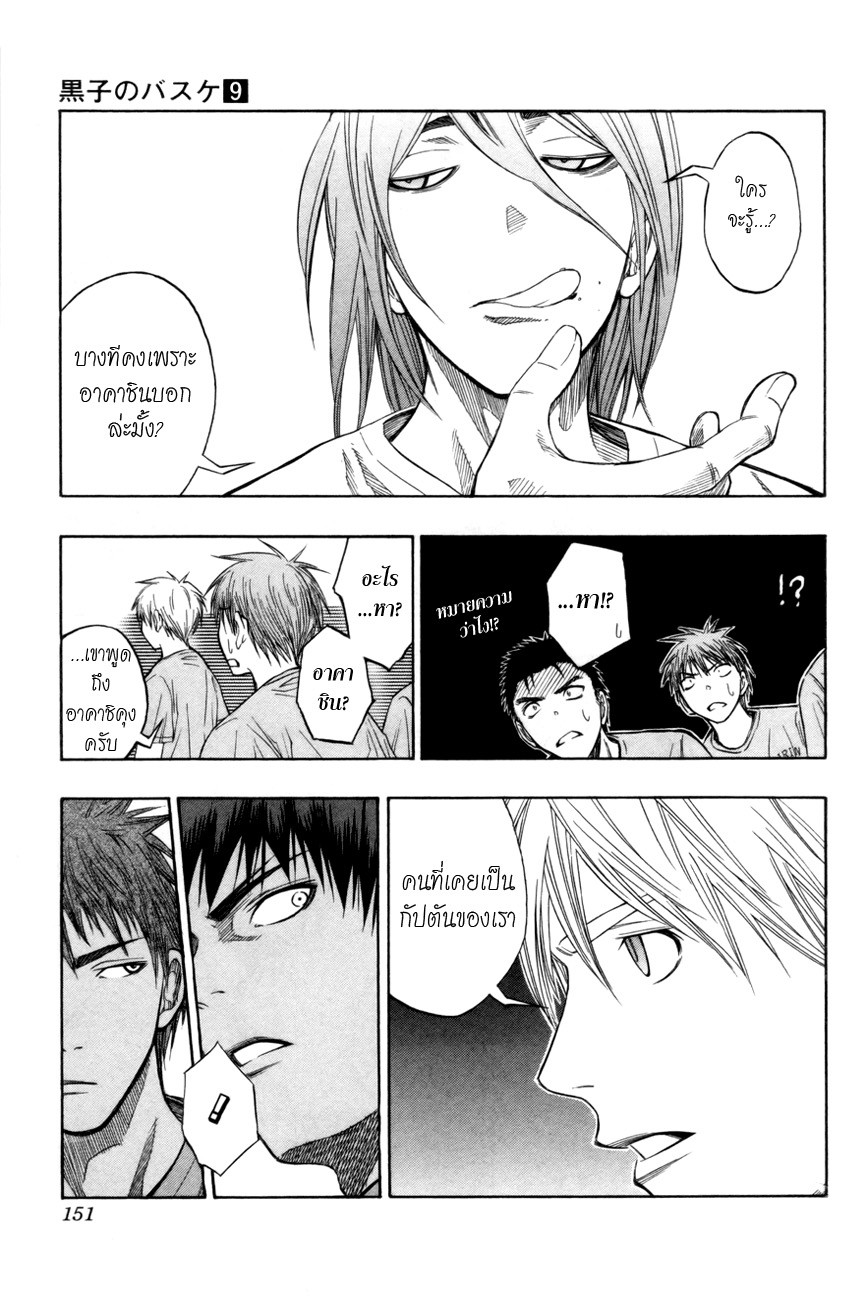 黒子のバスケ9
ใคร
จะรู้...?
บางทีคงเพราะ
อาคาชินบอก
ล่ะมั้ง?
!?
...หา!?
หมายความ
ว่าไง!?
อะไร
...หา?
อาคา
ชิน?
...เขาพูด
ถึง
อาคาชิคุง
ครับ
คนที่เคยเป็น
กัปตันของเรา
!
151